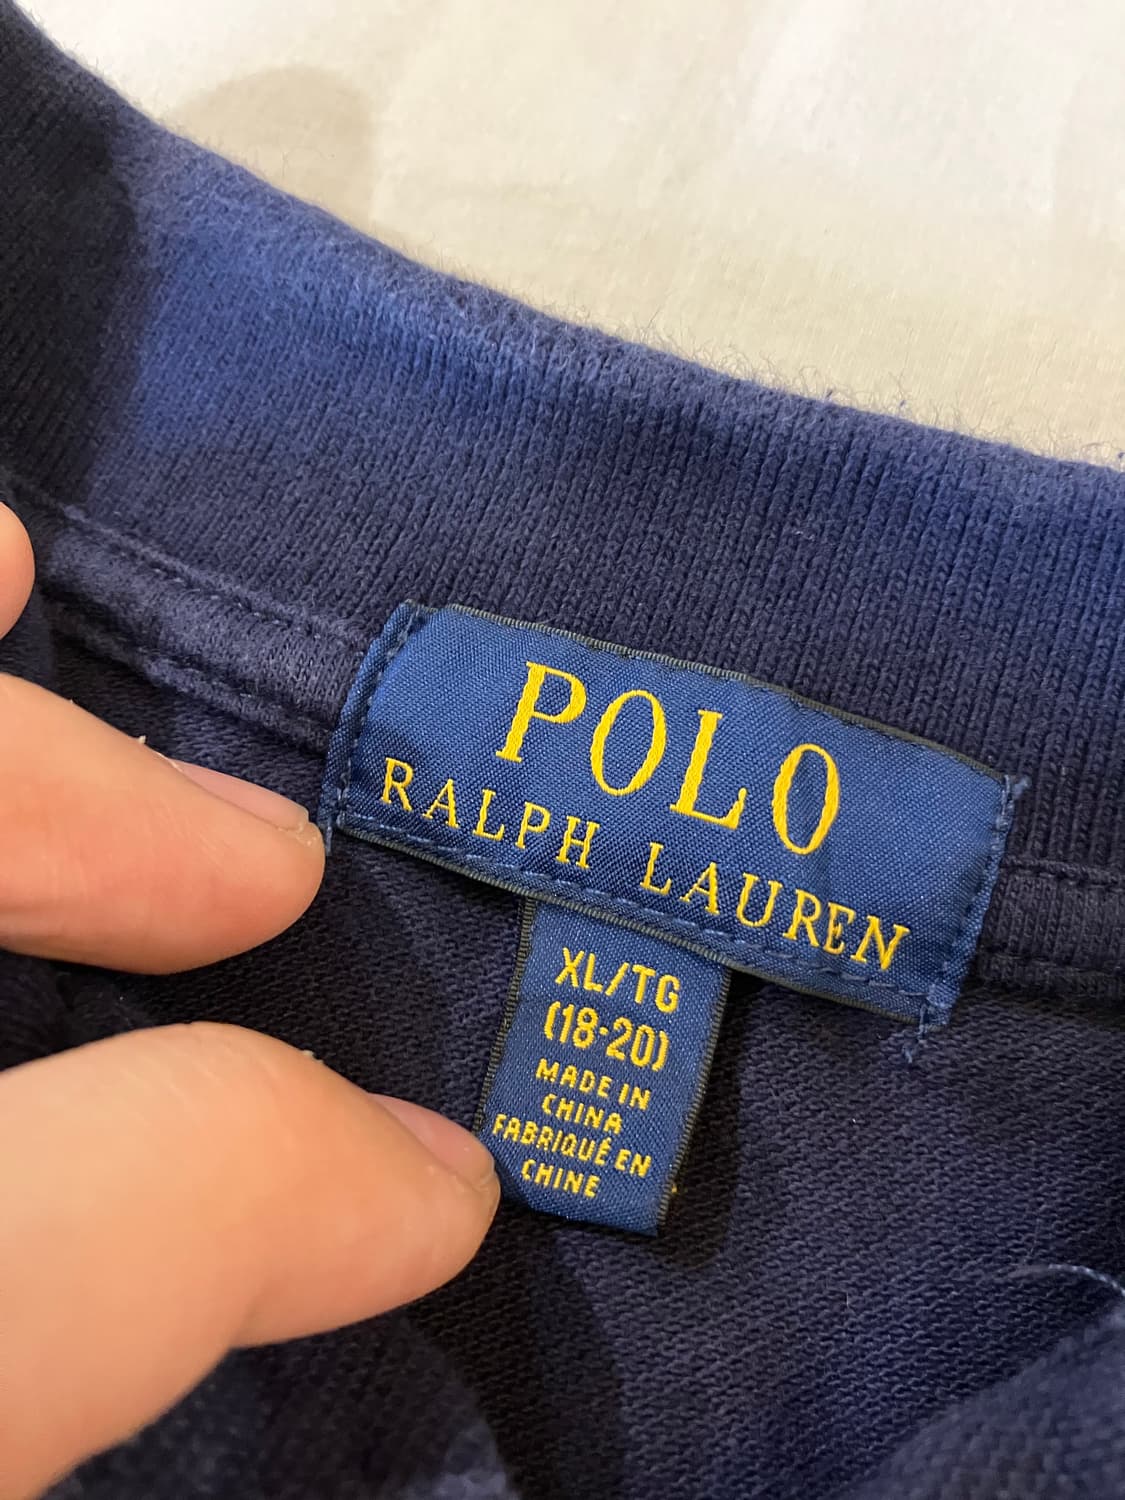 POLO
RALPH LAUREN
XL/TG
(18-20)
MADE IN
CHINA
FABRIQUÉ EN
CHINE